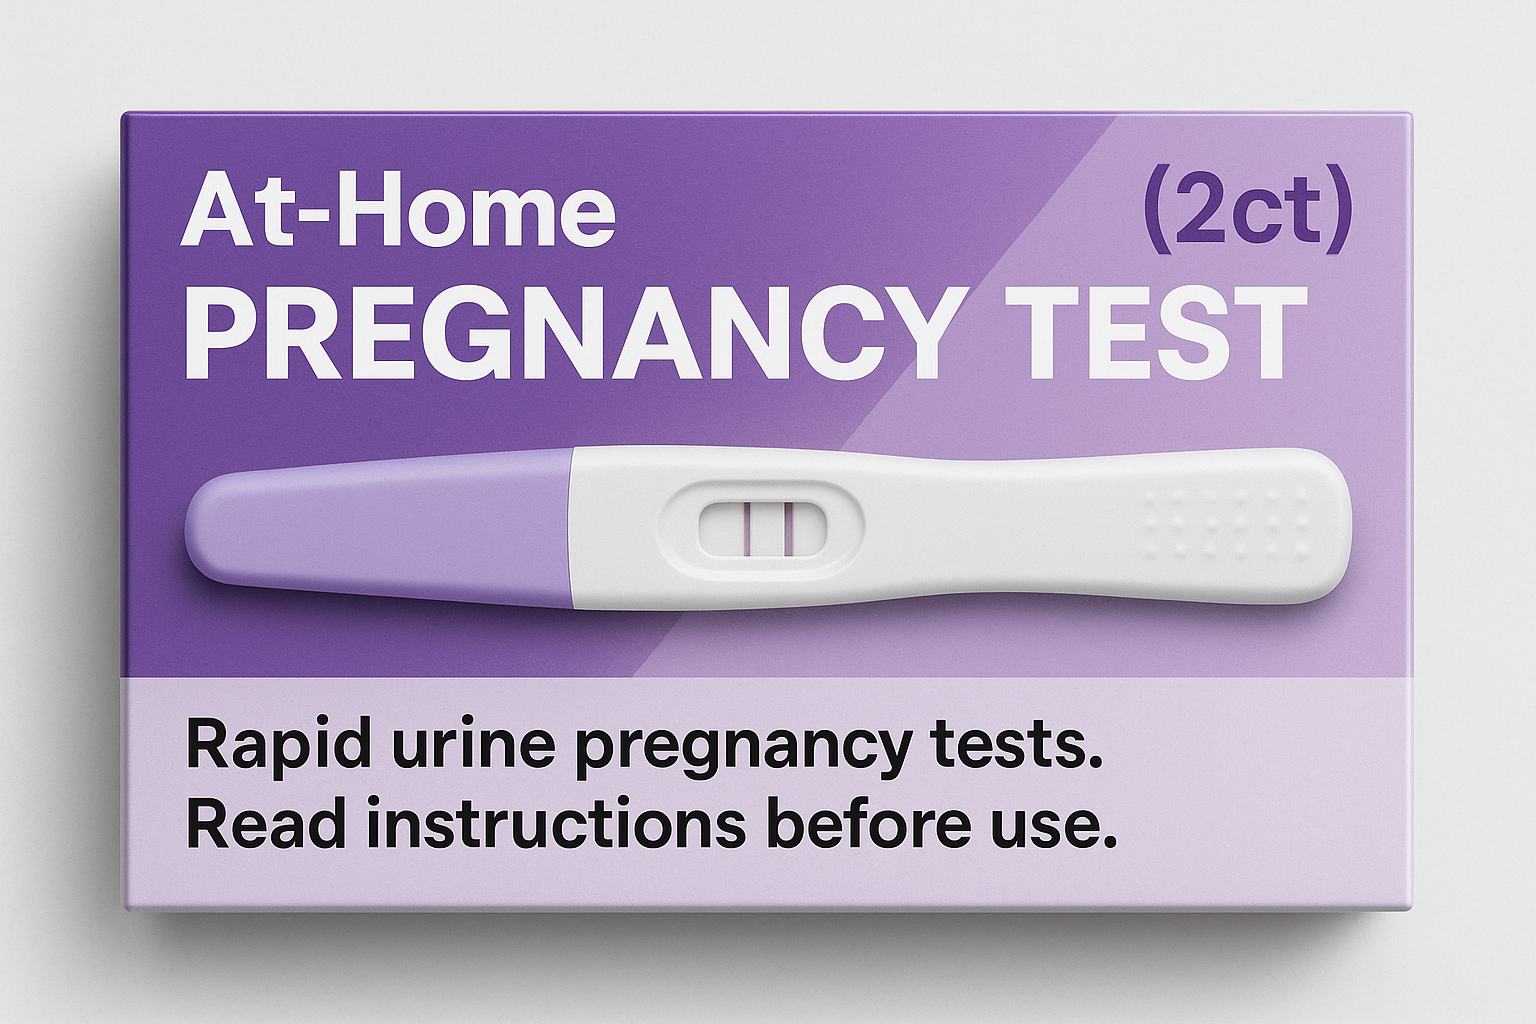 At-Home
(2ct)
PREGNANCY TEST
Rapid urine pregnancy tests.
Read instructions before use.